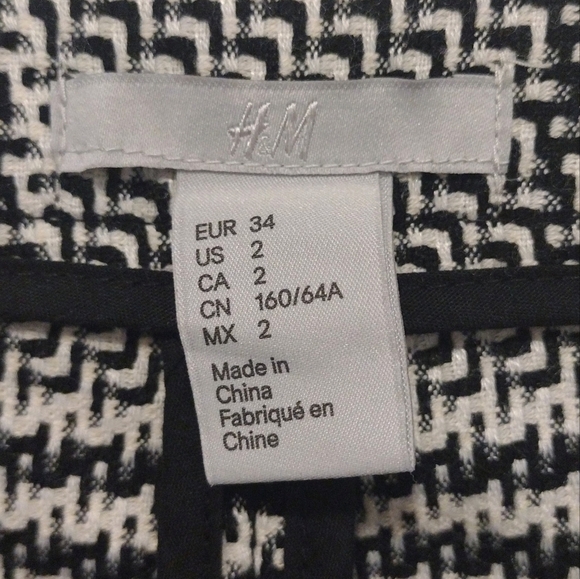 H&M
EUR 34
US 2
CA 2
CN 160/64A
MX 2
Made in
China
Fabriqué en
Chine